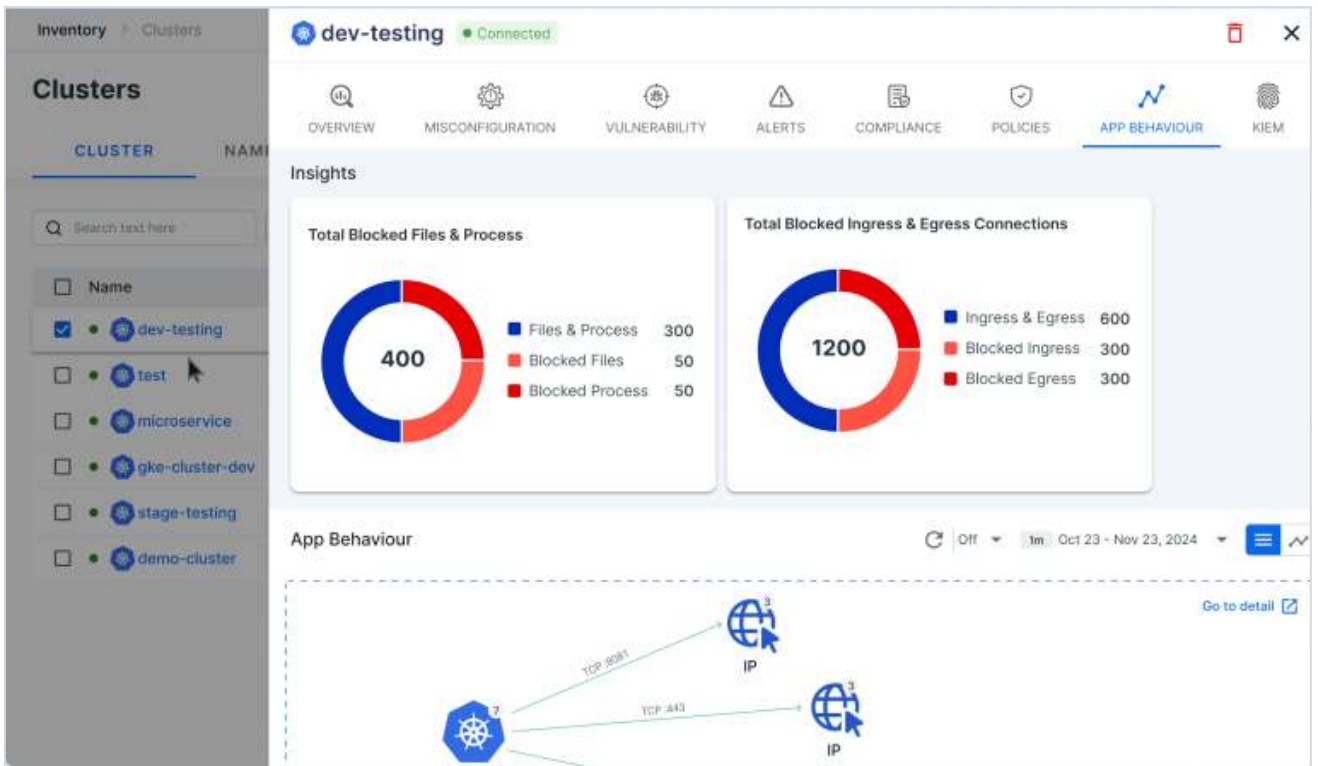 Inventory Clusters
dev-testing Connected
Clusters
OVERVIEW MISCONFIGURATION VULNERABILITY ALERTS COMPLIANCE POLICIES APP BEHAVIOUR KIEM
CLUSTER NAM
Insights
Search text here
Total Blocked Files & Process
Total Blocked Ingress & Egress Connections
Name
dev-testing
test
microservice
gke-cluster-dev
stage-testing
demo-cluster
400
Files & Process 300
Blocked Files 50
Blocked Process 50
1200
Ingress & Egress 600
Blocked Ingress 300
Blocked Egress 300
App Behaviour
Off 1m Oct 23 - Nov 23, 2024
Go to detail
3
IP
TCP :8081
3
IP
TCP :443
7